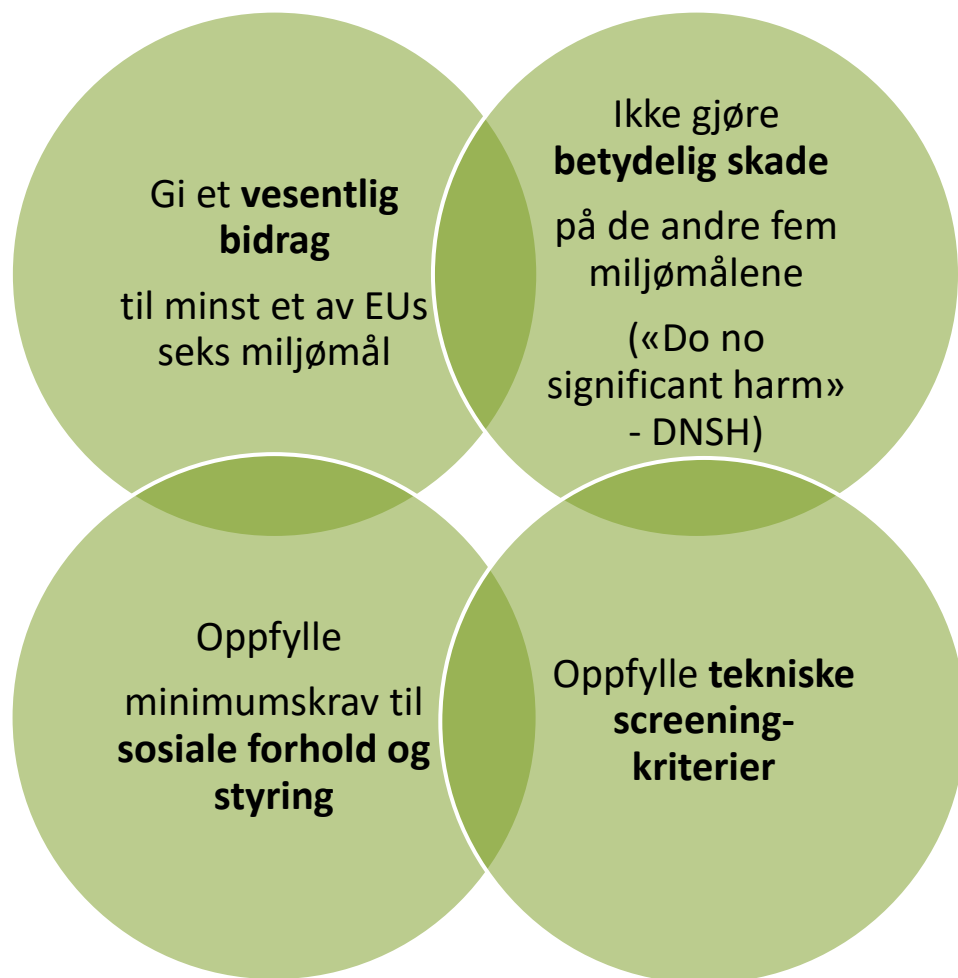 Gi et vesentlig
bidrag
til minst et av EUs
seks miljømål
Ikke gjøre
betydelig skade
på de andre fem
miljømålene
(«Do no
significant harm»
- DNSH)
Oppfylle
minimumskrav til
sosiale forhold og
styring
Oppfylle tekniske
screening-
kriterier